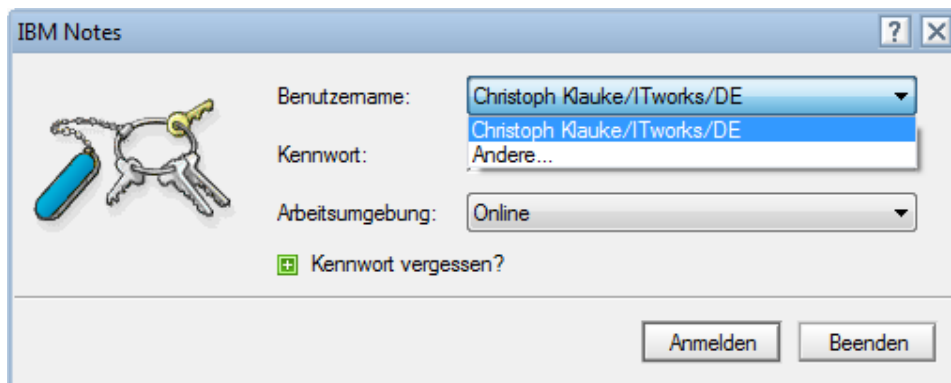 IBM Notes
Benutzername: Christoph Klauke/ITworks/DE
Christoph Klauke/ITworks/DE
Kennwort: Andere...
Arbeitsumgebung: Online
Kennwort vergessen?
Anmelden Beenden